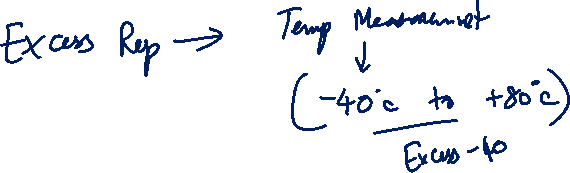 Excess Rep → Temp Measurement
(-40°c to +80°c)
Excess-40